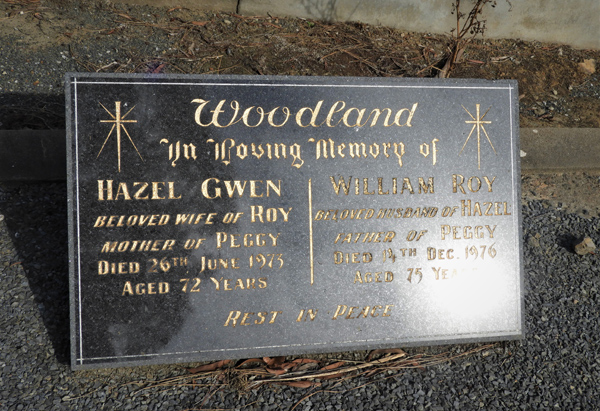 Woodland
In Loving Memory of
HAZEL GWEN
BELOVED WIFE OF ROY
MOTHER OF PEGGY
DIED 26TH JUNE 1975
AGED 72 YEARS
WILLIAM ROY
BELOVED HUSBAND OF HAZEL
FATHER OF PEGGY
DIED 14TH DEC. 1976
AGED 75 YEARS
REST IN PEACE